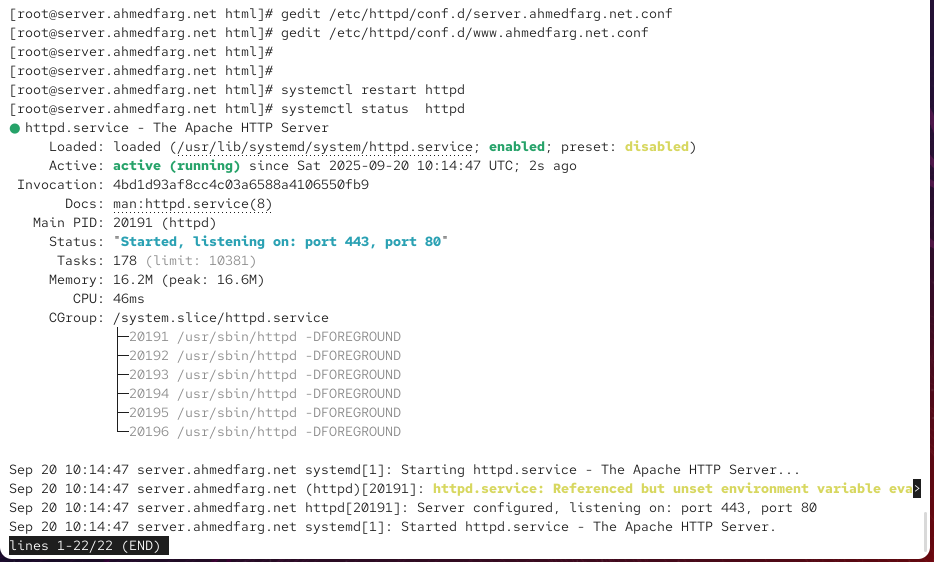 [root@server.ahmedfarg.net html]# gedit /etc/httpd/conf.d/server.ahmedfarg.net.conf
[root@server.ahmedfarg.net html]# gedit /etc/httpd/conf.d/www.ahmedfarg.net.conf
[root@server.ahmedfarg.net html]#
[root@server.ahmedfarg.net html]#
[root@server.ahmedfarg.net html]# systemctl restart httpd
[root@server.ahmedfarg.net html]# systemctl status  httpd
● httpd.service - The Apache HTTP Server
     Loaded: loaded (/usr/lib/systemd/system/httpd.service; enabled; preset: disabled)
     Active: active (running) since Sat 2025-09-20 10:14:47 UTC; 2s ago
 Invocation: 4bd1d93af8cc4c03a6588a4106550fb9
       Docs: man:httpd.service(8)
   Main PID: 20191 (httpd)
     Status: "Started, listening on: port 443, port 80"
      Tasks: 178 (limit: 10381)
     Memory: 16.2M (peak: 16.6M)
        CPU: 46ms
     CGroup: /system.slice/httpd.service
             ├─20191 /usr/sbin/httpd -DFOREGROUND
             ├─20192 /usr/sbin/httpd -DFOREGROUND
             ├─20193 /usr/sbin/httpd -DFOREGROUND
             ├─20194 /usr/sbin/httpd -DFOREGROUND
             ├─20195 /usr/sbin/httpd -DFOREGROUND
             └─20196 /usr/sbin/httpd -DFOREGROUND
Sep 20 10:14:47 server.ahmedfarg.net systemd[1]: Starting httpd.service - The Apache HTTP Server...
Sep 20 10:14:47 server.ahmedfarg.net (httpd)[20191]: httpd.service: Referenced but unset environment variable eva>
Sep 20 10:14:47 server.ahmedfarg.net httpd[20191]: Server configured, listening on: port 443, port 80
Sep 20 10:14:47 server.ahmedfarg.net systemd[1]: Started httpd.service - The Apache HTTP Server.
lines 1-22/22 (END)